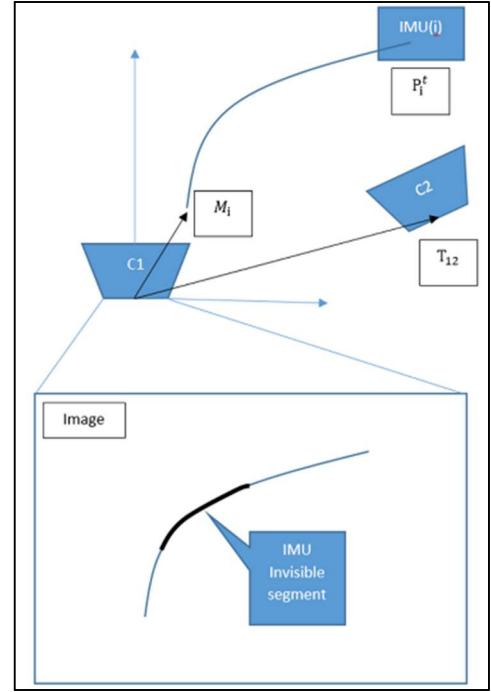 IMU(i)
P_i^t
C2
M_i
C1
T_12
Image
IMU
Invisible
segment